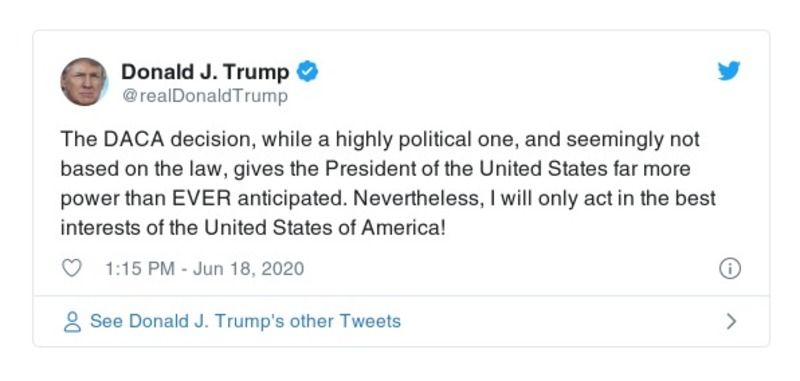 Donald J. Trump
@realDonaldTrump
The DACA decision, while a highly political one, and seemingly not
based on the law, gives the President of the United States far more
power than EVER anticipated. Nevertheless, I will only act in the best
interests of the United States of America!
1:15 PM - Jun 18, 2020
See Donald J. Trump's other Tweets